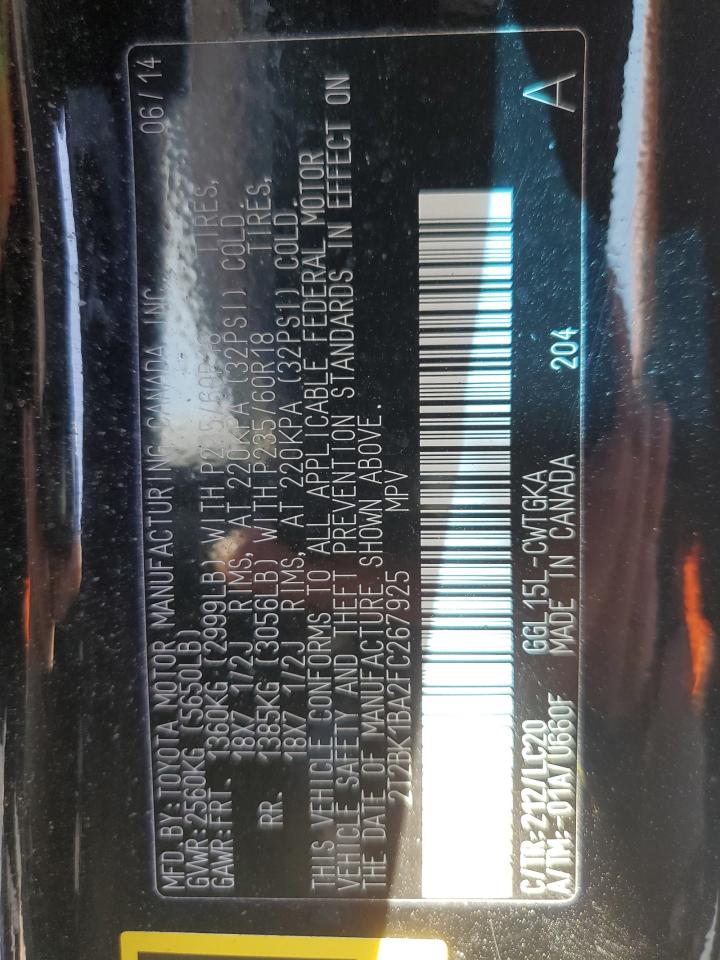 MFD.BY:TOYOTA MOTOR MANUFACTURING CANADA INC. 06/14
GVWR:2560KG (5650LB)
GAWR:FRT. 1360KG (2999LB) WITH P235/60R18 TIRES,
18X7 1/2J RIMS, AT 220KPA (32PSI) COLD.
RR. 1385KG (3056LB) WITH P235/60R18 TIRES,
18X7 1/2J RIMS, AT 220KPA (32PSI) COLD.
THIS VEHICLE CONFORMS TO ALL APPLICABLE FEDERAL MOTOR
VEHICLE SAFETY AND THEFT PREVENTION STANDARDS IN EFFECT ON
THE DATE OF MANUFACTURE SHOWN ABOVE.
2T2BK1BA2FC267925 MPV
C/TR:212/LC20 GGL15L-CWTGKA 204 A
A/TM:-01A/U660F MADE IN CANADA